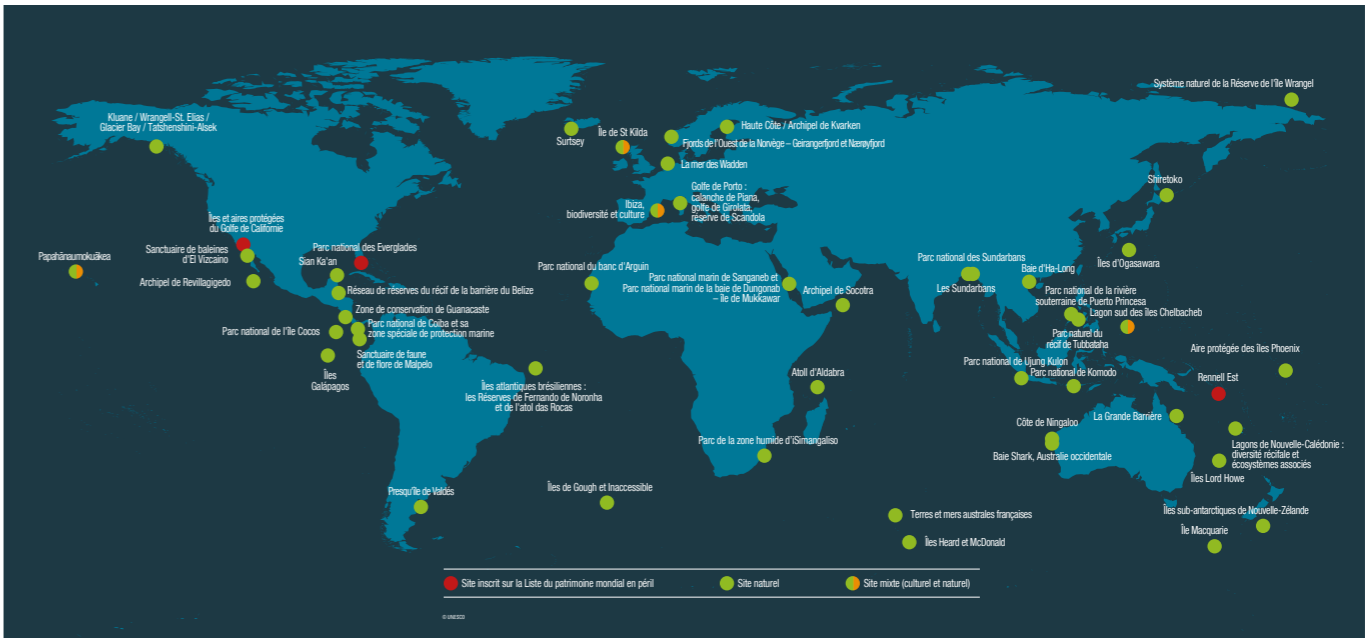 Système naturel de la Réserve de l'île Wrangel
Kluane / Wrangell-St. Elias /
Glacier Bay / Tatshenshini-Alsek
Surtsey
Île de St Kilda
Haute Côte / Archipel de Kvarken
Fjords de l'Ouest de la Norvège – Geirangerfjord et Nærøyfjord
La mer des Wadden
Golfe de Porto :
calanche de Piana,
golfe de Girolata,
réserve de Scandola
Ibiza,
biodiversité et culture
Shiretoko
Îles et aires protégées
du Golfe de Californie
Sanctuaire de baleines
d'El Vizcaino
Papahānaumokuākea
Archipel de Revillagigedo
Parc national des Everglades
Sian Ka'an
Réseau de réserves du récif de la barrière du Belize
Zone de conservation de Guanacaste
Parc national de l'île Cocos
Parc national de Coiba et sa
zone spéciale de protection marine
Sanctuaire de faune
et de flore de Malpelo
Îles
Galápagos
Parc national du banc d'Arguin
Parc national marin de Sanganeb et
Parc national marin de la baie de Dungonab
– île de Mukkawar
Archipel de Socotra
Parc national des Sundarbans
Les Sundarbans
Baie d'Ha-Long
Îles d'Ogasawara
Parc national de la rivière
souterraine de Puerto Princesa
Lagon sud des îles Chelbacheb
Parc naturel du
récif de Tubbataha
Aire protégée des îles Phoenix
Parc national de Ujung Kulon
Parc national de Komodo
Rennell Est
Atoll d'Aldabra
Îles atlantiques brésiliennes :
les Réserves de Fernando de Noronha
et de l'atol das Rocas
La Grande Barrière
Côte de Ningaloo
Baie Shark, Australie occidentale
Lagons de Nouvelle-Calédonie :
diversité récifale et
écosystèmes associés
Îles Lord Howe
Parc de la zone humide d'iSimangaliso
Presqu'île de Valdés
Îles de Gough et Inaccessible
Terres et mers australes françaises
Îles Heard et McDonald
Îles sub-antarctiques de Nouvelle-Zélande
Île Macquarie
Site inscrit sur la Liste du patrimoine mondial en péril
Site naturel
Site mixte (culturel et naturel)
© UNESCO